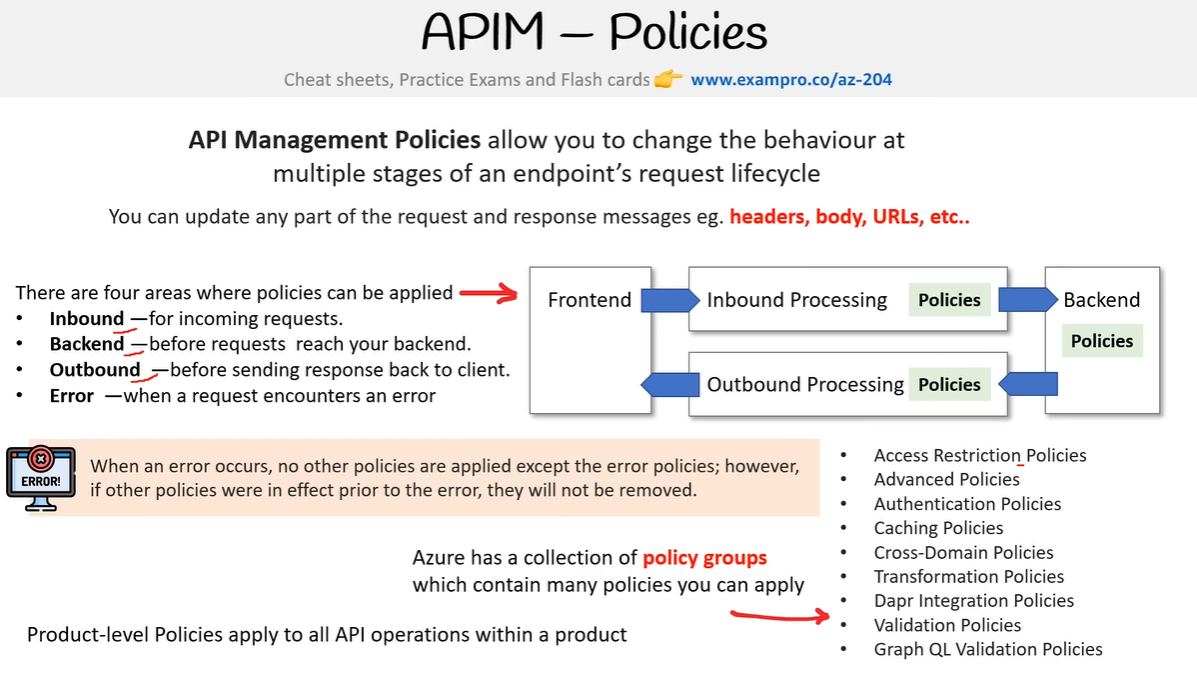 APIM – Policies
Cheat sheets, Practice Exams and Flash cards 👉 www.exampro.co/az-204
API Management Policies allow you to change the behaviour at
multiple stages of an endpoint's request lifecycle
You can update any part of the request and response messages eg. headers, body, URLs, etc..
There are four areas where policies can be applied
• Inbound —for incoming requests.
• Backend —before requests reach your backend.
• Outbound —before sending response back to client.
• Error —when a request encounters an error
Frontend
Inbound Processing Policies
Backend
Policies
Outbound Processing Policies
ERROR!
When an error occurs, no other policies are applied except the error policies; however,
if other policies were in effect prior to the error, they will not be removed.
Azure has a collection of policy groups
which contain many policies you can apply
• Access Restriction Policies
• Advanced Policies
• Authentication Policies
• Caching Policies
• Cross-Domain Policies
• Transformation Policies
• Dapr Integration Policies
• Validation Policies
• Graph QL Validation Policies
Product-level Policies apply to all API operations within a product